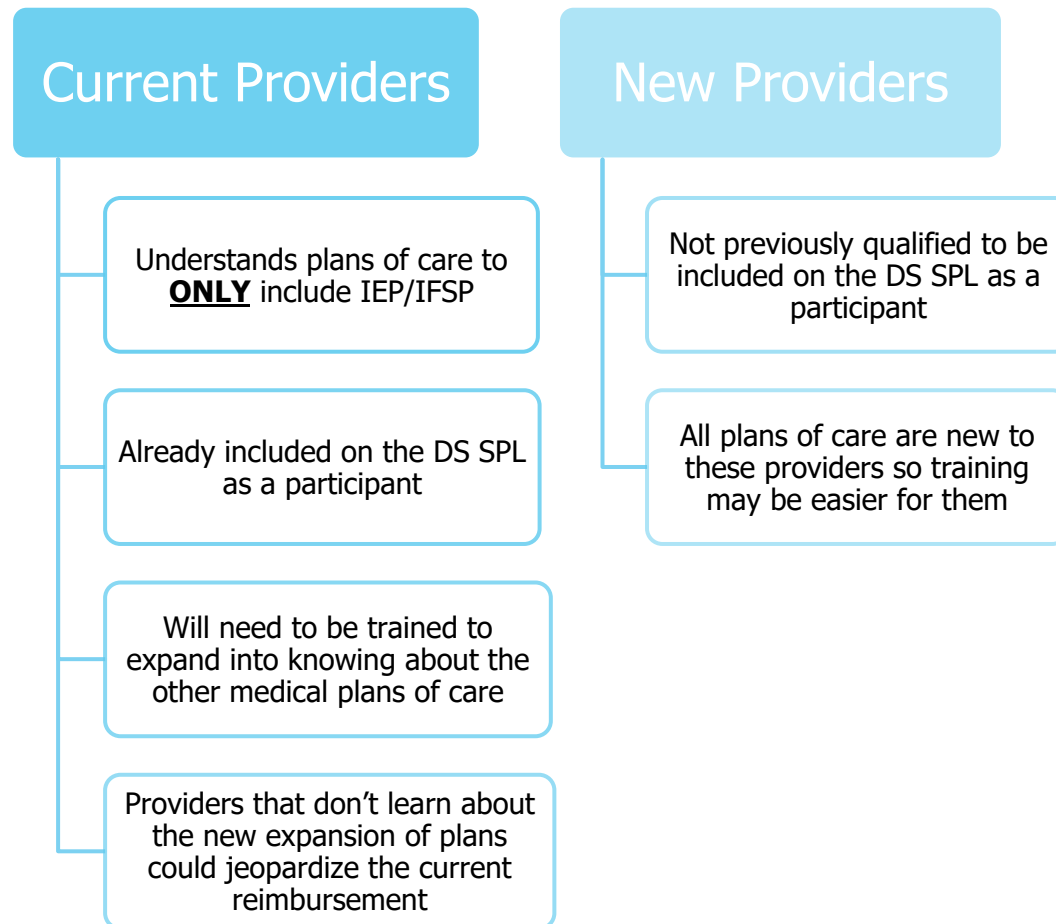 Current Providers
Understands plans of care to
ONLY include IEP/IFSP
Already included on the DS SPL
as a participant
Will need to be trained to
expand into knowing about the
other medical plans of care
Providers that don’t learn about
the new expansion of plans
could jeopardize the current
reimbursement
New Providers
Not previously qualified to be
included on the DS SPL as a
participant
All plans of care are new to
these providers so training
may be easier for them